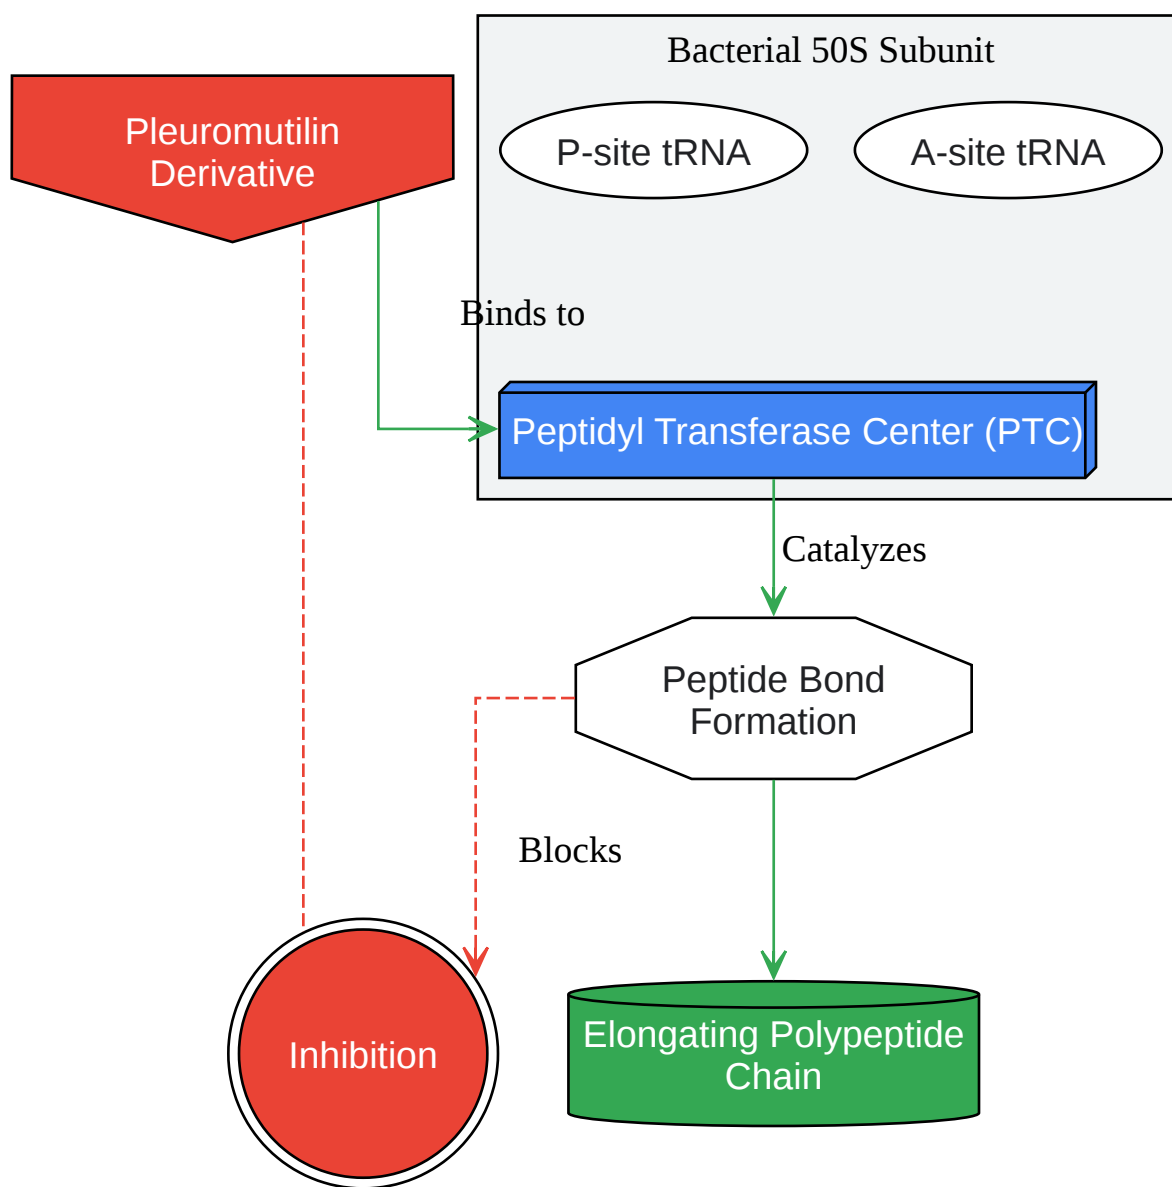 Bacterial 50S Subunit
Pleuromutilin
Derivative
P-site tRNA
A-site tRNA
Binds to
Peptidyl Transferase Center (PTC)
Catalyzes
Peptide Bond
Formation
Blocks
Inhibition
Elongating Polypeptide
Chain